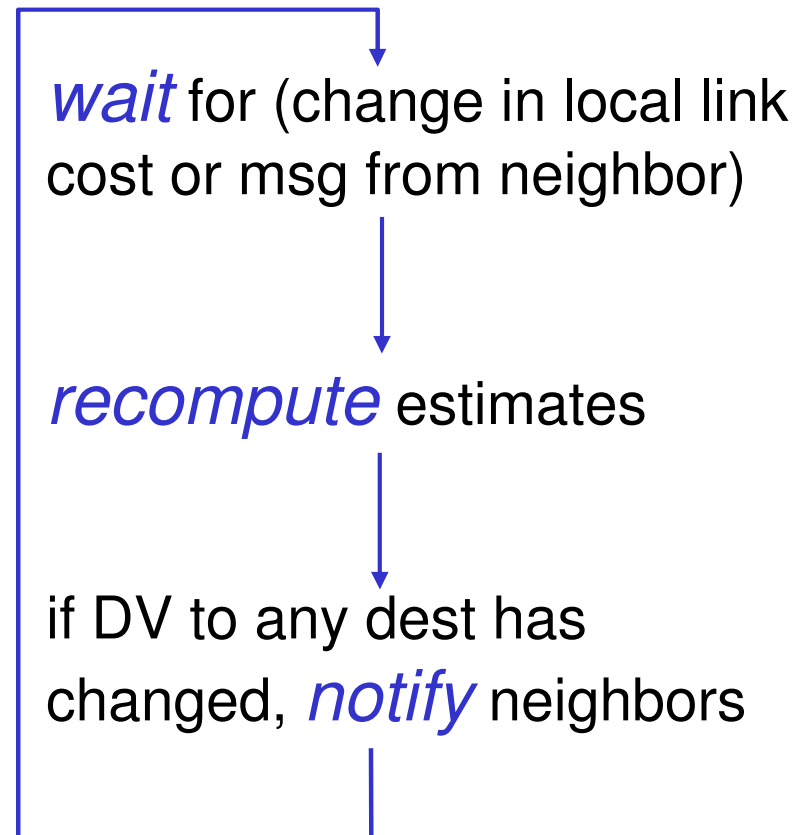 wait for (change in local link
cost or msg from neighbor)
recompute estimates
if DV to any dest has
changed, notify neighbors